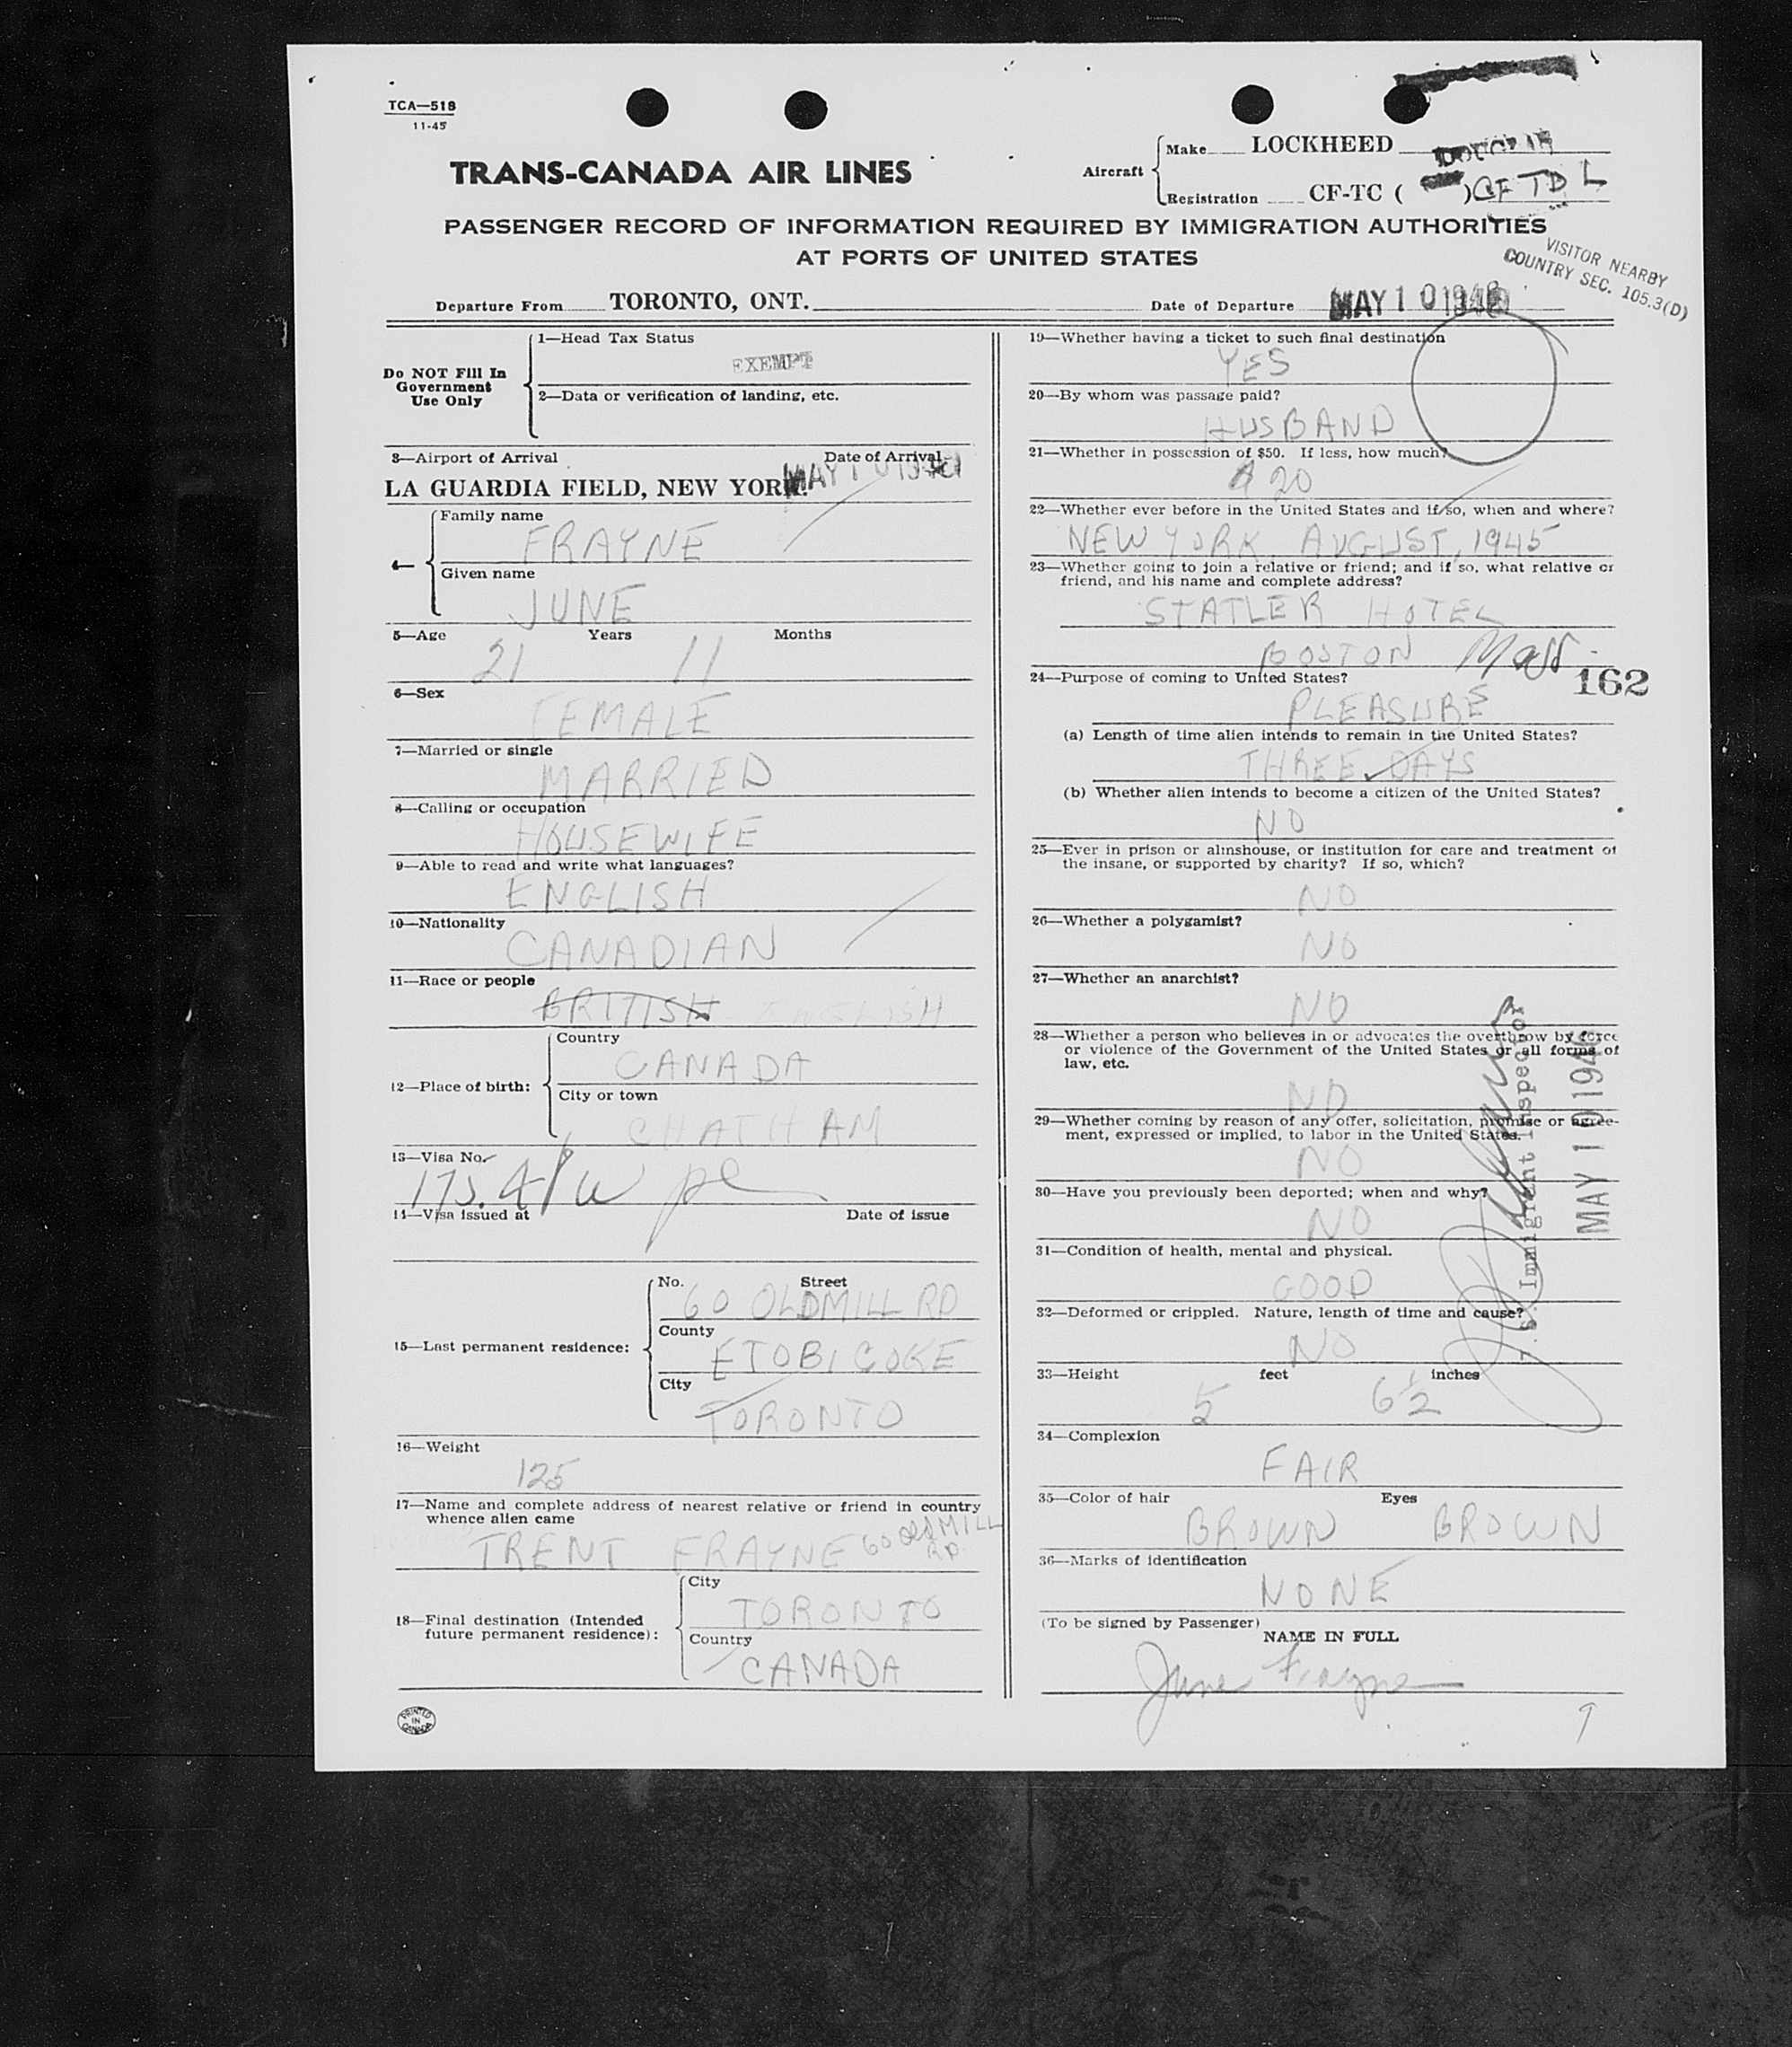 TCA—518
11-45
TRANS-CANADA AIR LINES
Aircraft
Make LOCKHEED DOUGLAS
Registration CF-TC ( ) CF TDL
PASSENGER RECORD OF INFORMATION REQUIRED BY IMMIGRATION AUTHORITIES
AT PORTS OF UNITED STATES
VISITOR NEARBY
COUNTRY SEC. 105.3(D)
Departure From TORONTO, ONT. Date of Departure MAY 10 1946
Do NOT Fill In
Government
Use Only
1—Head Tax Status
EXEMPT
2—Data or verification of landing, etc.
3—Airport of Arrival Date of Arrival
LA GUARDIA FIELD, NEW YORK. MAY 10 1946
4—
Family name
FRAYNE
Given name
JUNE
5—Age Years Months
21 11
6—Sex
FEMALE
7—Married or single
MARRIED
8—Calling or occupation
HOUSEWIFE
9—Able to read and write what languages?
ENGLISH
10—Nationality
CANADIAN
11—Race or people
BRITISH ENGLISH
12—Place of birth:
Country
CANADA
City or town
CHATHAM
13—Visa No.
14—Visa issued at Date of issue
15—Last permanent residence:
No. Street
60 OLDMILL RD
County
ETOBICOKE
City
TORONTO
16—Weight
125
17—Name and complete address of nearest relative or friend in country
whence alien came
TRENT FRAYNE 60 OLD MILL
RD
18—Final destination (Intended
future permanent residence):
City
TORONTO
Country
CANADA
PRINTED
IN
CANADA
19—Whether having a ticket to such final destination
YES
20—By whom was passage paid?
HUSBAND
21—Whether in possession of $50. If less, how much?
$ 20
22—Whether ever before in the United States and if so, when and where?
NEW YORK, AUGUST, 1945
23—Whether going to join a relative or friend; and if so, what relative or
friend, and his name and complete address?
STATLER HOTEL
BOSTON Mass.
162
24—Purpose of coming to United States?
PLEASURE
(a) Length of time alien intends to remain in the United States?
THREE DAYS
(b) Whether alien intends to become a citizen of the United States?
NO
25—Ever in prison or almshouse, or institution for care and treatment of
the insane, or supported by charity? If so, which?
NO
26—Whether a polygamist?
NO
27—Whether an anarchist?
NO
28—Whether a person who believes in or advocates the overthrow by force
or violence of the Government of the United States or all forms of
law, etc.
NO
29—Whether coming by reason of any offer, solicitation, promise or agree-
ment, expressed or implied, to labor in the United States.
NO
30—Have you previously been deported; when and why?
NO
31—Condition of health, mental and physical.
GOOD
32—Deformed or crippled. Nature, length of time and cause?
NO
33—Height feet inches
5 6½
34—Complexion
FAIR
35—Color of hair Eyes
BROWN BROWN
36—Marks of identification
NONE
(To be signed by Passenger)
NAME IN FULL
June Frayne
9
Immigrant Inspector
MAY 10 1946